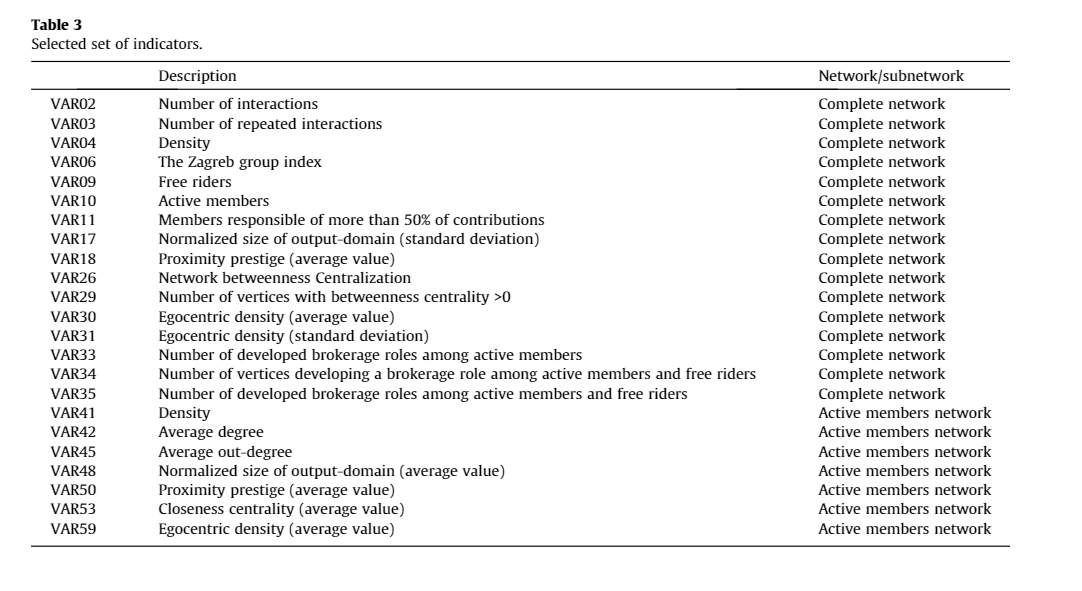 Table 3
Selected set of indicators.
Description Network/subnetwork
VAR02 Number of interactions Complete network
VAR03 Number of repeated interactions Complete network
VAR04 Density Complete network
VAR06 The Zagreb group index Complete network
VAR09 Free riders Complete network
VAR10 Active members Complete network
VAR11 Members responsible of more than 50% of contributions Complete network
VAR17 Normalized size of output-domain (standard deviation) Complete network
VAR18 Proximity prestige (average value) Complete network
VAR26 Network betweenness Centralization Complete network
VAR29 Number of vertices with betweenness centrality >0 Complete network
VAR30 Egocentric density (average value) Complete network
VAR31 Egocentric density (standard deviation) Complete network
VAR33 Number of developed brokerage roles among active members Complete network
VAR34 Number of vertices developing a brokerage role among active members and free riders Complete network
VAR35 Number of developed brokerage roles among active members and free riders Complete network
VAR41 Density Active members network
VAR42 Average degree Active members network
VAR45 Average out-degree Active members network
VAR48 Normalized size of output-domain (average value) Active members network
VAR50 Proximity prestige (average value) Active members network
VAR53 Closeness centrality (average value) Active members network
VAR59 Egocentric density (average value) Active members network